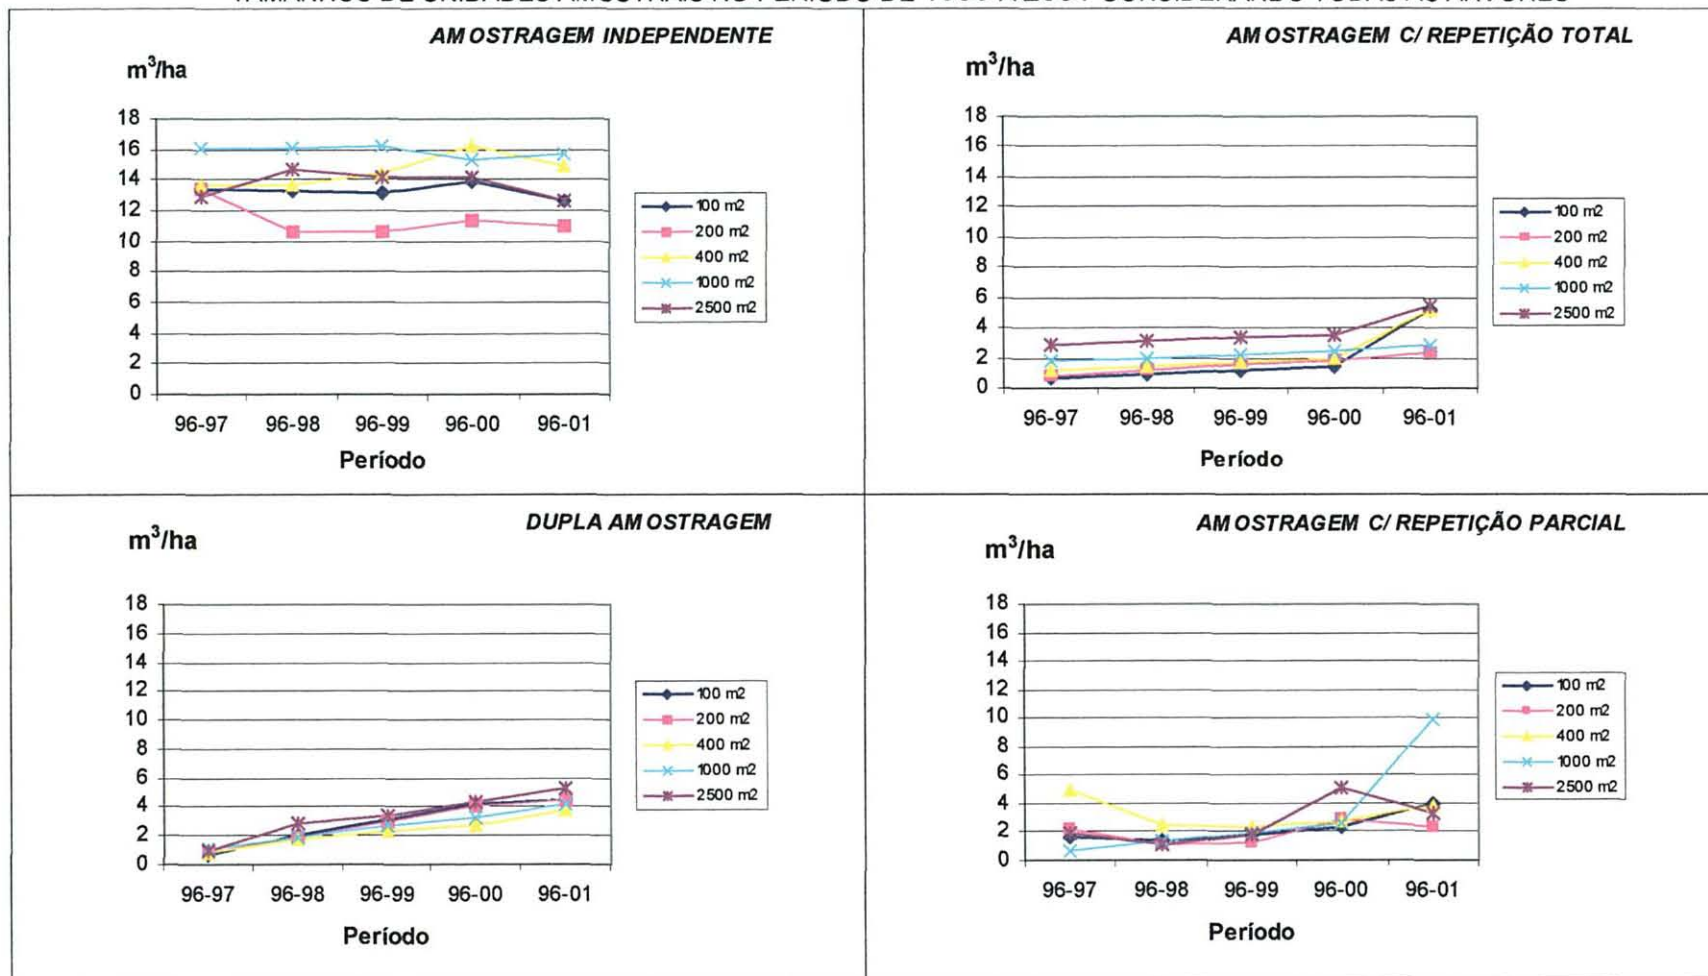 AMOSTRAGEM INDEPENDENTE
m³/ha
18
16
14
12
10
8
6
4
2
0
96-97 96-98 96-99 96-00 96-01
Período
100 m2
200 m2
400 m2
1000 m2
2500 m2
AMOSTRAGEM C/ REPETIÇÃO TOTAL
m³/ha
18
16
14
12
10
8
6
4
2
0
96-97 96-98 96-99 96-00 96-01
Período
100 m2
200 m2
400 m2
1000 m2
2500 m2
DUPLA AMOSTRAGEM
m³/ha
18
16
14
12
10
8
6
4
2
0
96-97 96-98 96-99 96-00 96-01
Período
100 m2
200 m2
400 m2
1000 m2
2500 m2
AMOSTRAGEM C/ REPETIÇÃO PARCIAL
m³/ha
18
16
14
12
10
8
6
4
2
0
96-97 96-98 96-99 96-00 96-01
Período
100 m2
200 m2
400 m2
1000 m2
2500 m2